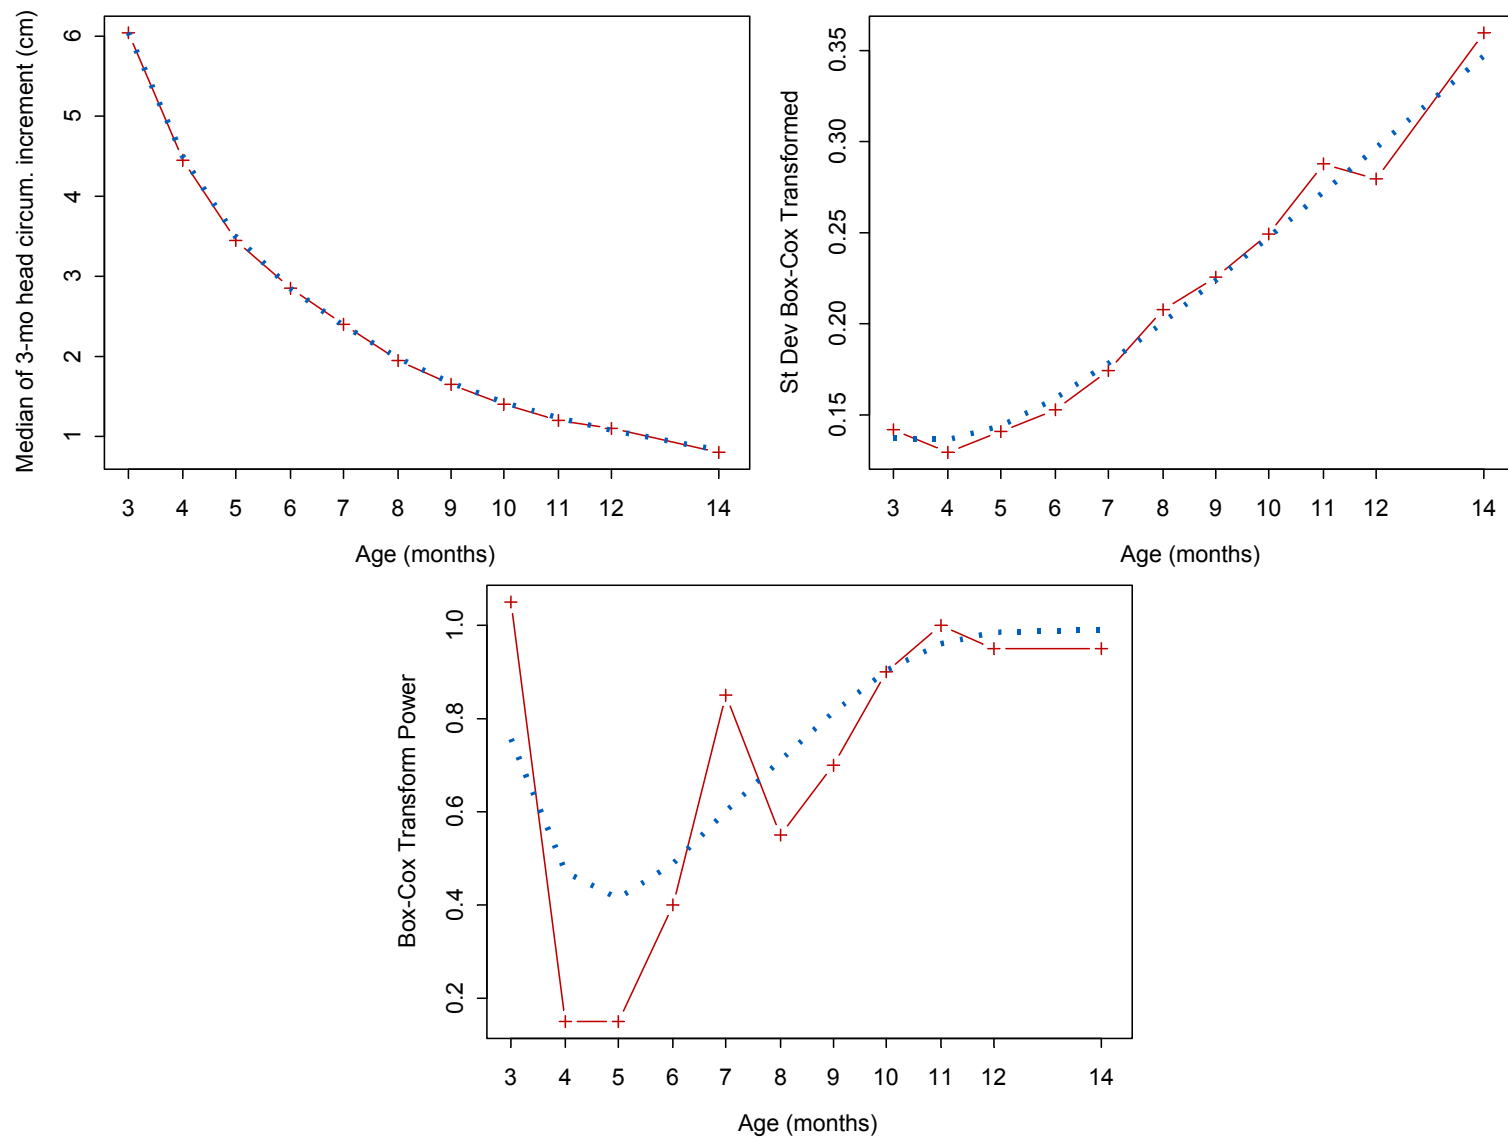 Median of 3-mo head circum. increment (cm)
6
5
4
3
2
1
3 4 5 6 7 8 9 10 11 12 14
Age (months)
St Dev Box-Cox Transformed
0.35
0.30
0.25
0.20
0.15
3 4 5 6 7 8 9 10 11 12 14
Age (months)
Box-Cox Transform Power
1.0
0.8
0.6
0.4
0.2
3 4 5 6 7 8 9 10 11 12 14
Age (months)